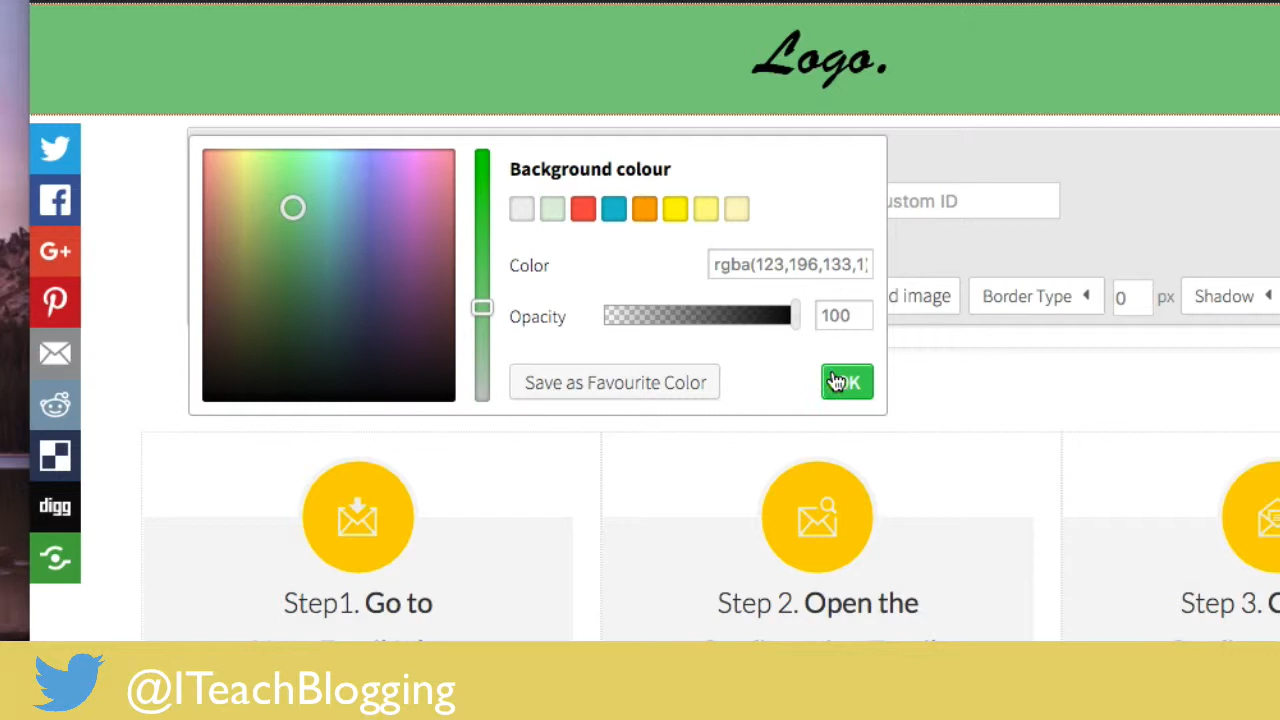 Logo.
Background colour
ustom ID
Color
rgba(123,196,133,1)
Opacity
100
d image
Border Type
0
px
Shadow
Save as Favourite Color
OK
G+
digg
Step1. Go to
Step 2. Open the
Step 3.
@ITeachBlogging